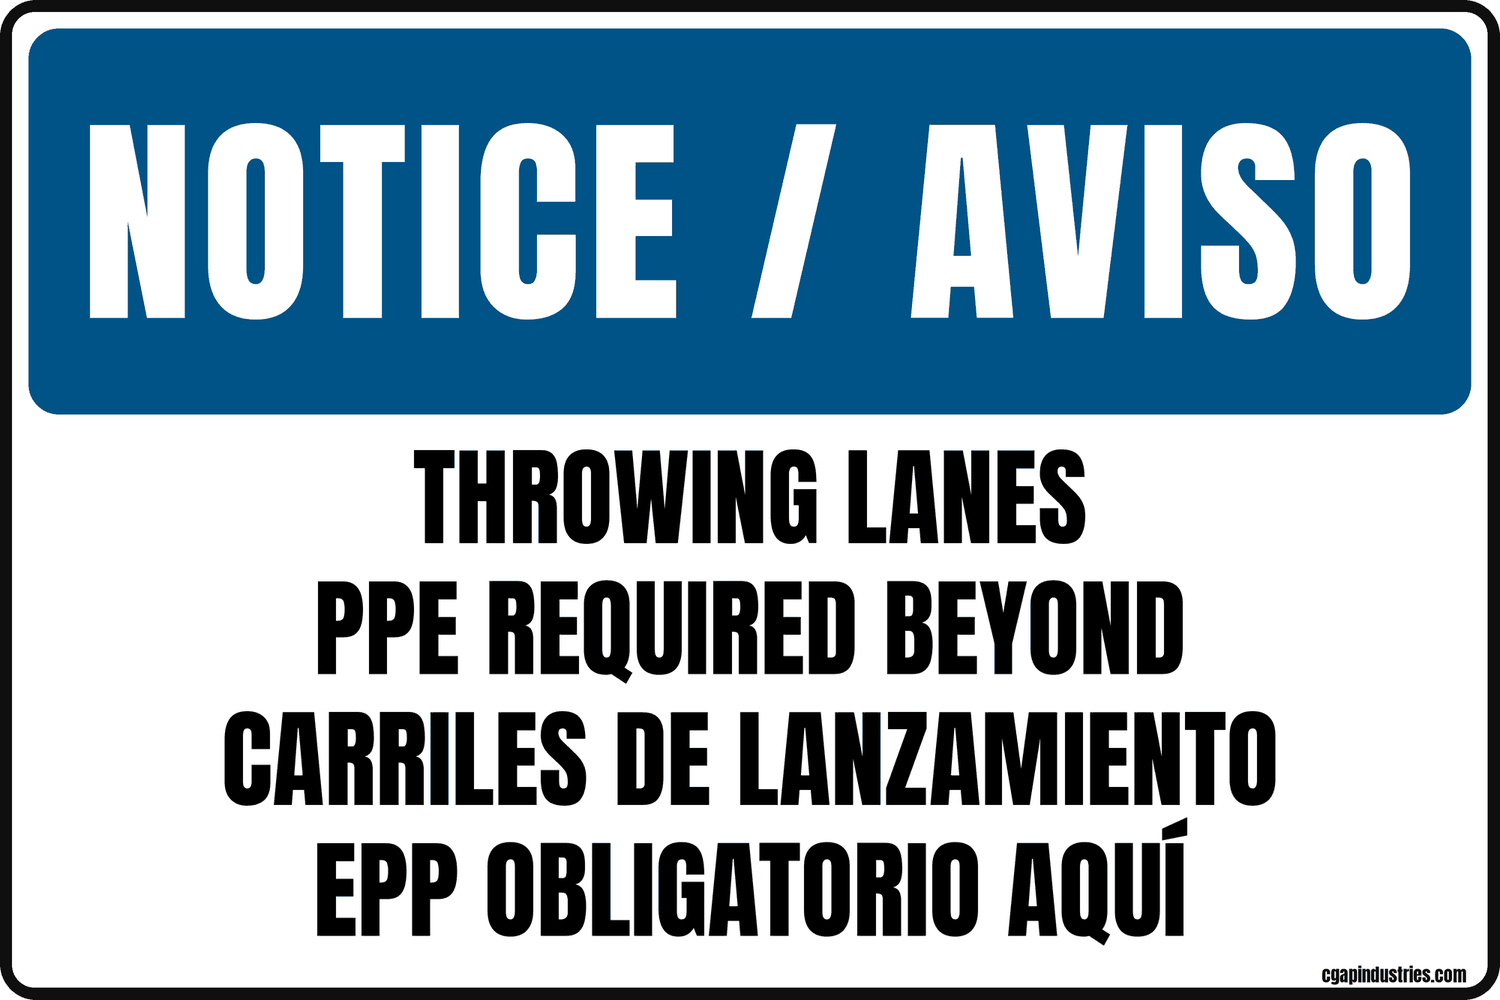 NOTICE / AVISO
THROWING LANES
PPE REQUIRED BEYOND
CARRILES DE LANZAMIENTO
EPP OBLIGATORIO AQUÍ
cgapindustries.com